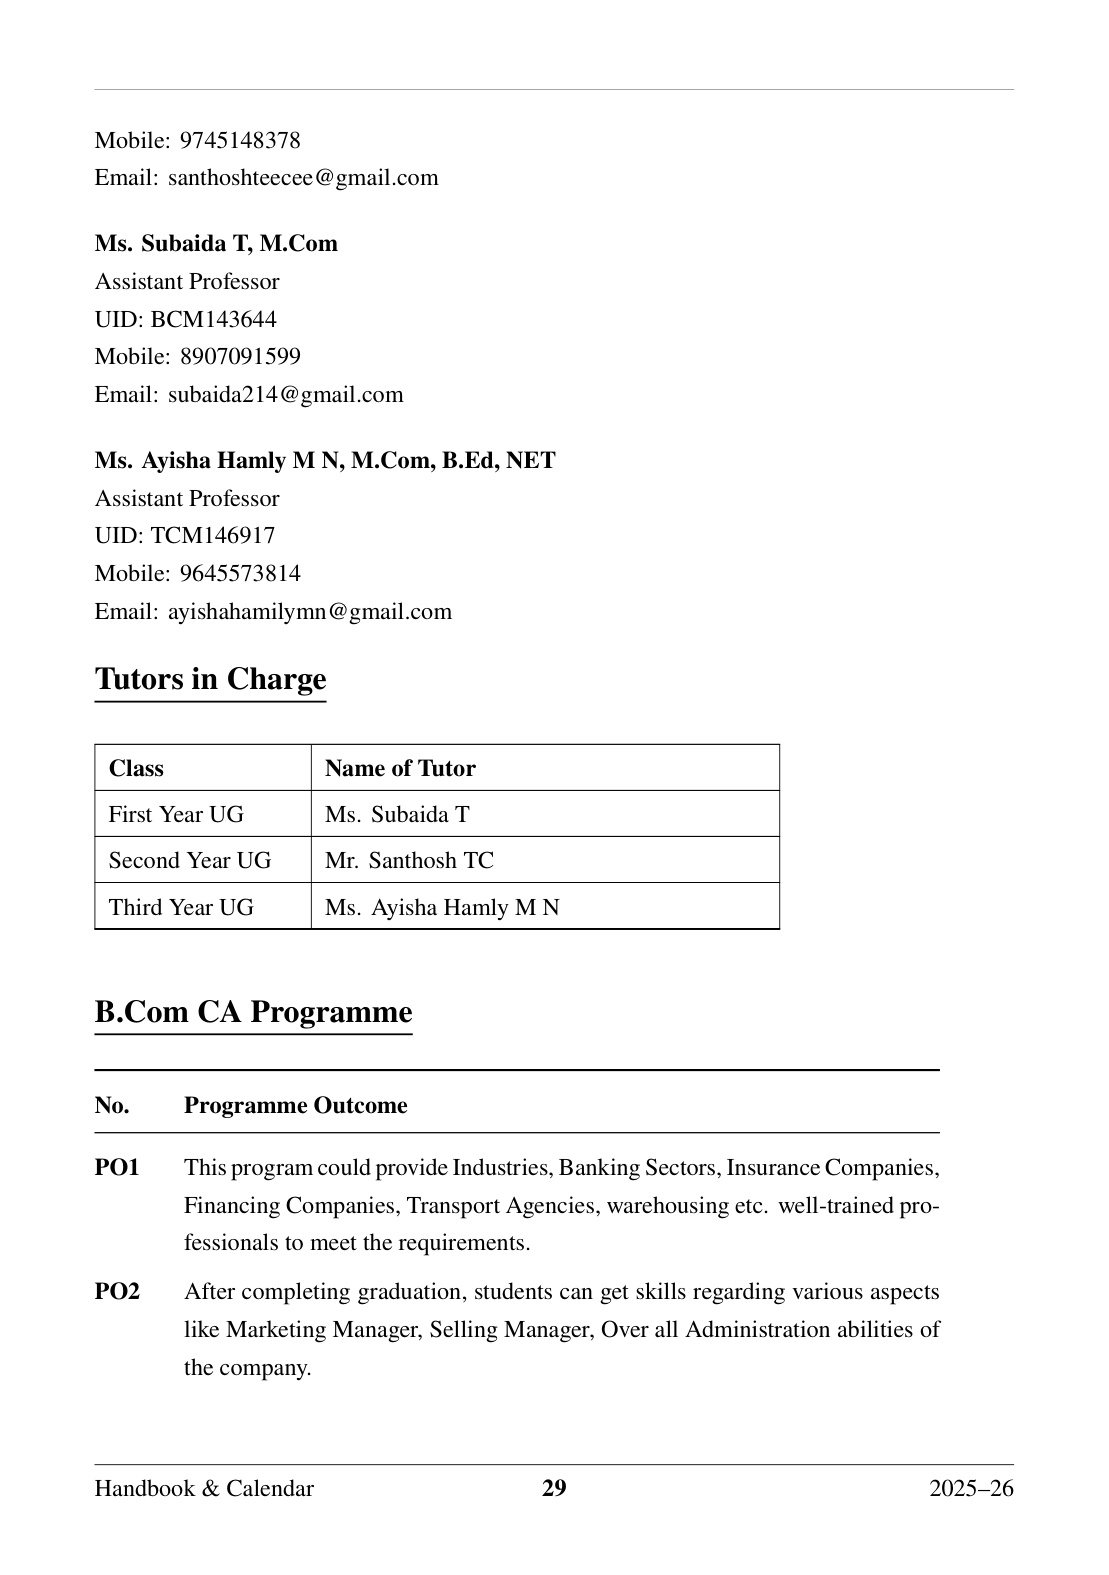 Mobile: 9745148378
Email: santhoshteecee@gmail.com
Ms. Subaida T, M.Com
Assistant Professor
UID: BCM143644
Mobile: 8907091599
Email: subaida214@gmail.com
Ms. Ayisha Hamly M N, M.Com, B.Ed, NET
Assistant Professor
UID: TCM146917
Mobile: 9645573814
Email: ayishahamilymn@gmail.com
Tutors in Charge
Class Name of Tutor
First Year UG Ms. Subaida T
Second Year UG Mr. Santhosh TC
Third Year UG Ms. Ayisha Hamly M N
B.Com CA Programme
No. Programme Outcome
PO1 This program could provide Industries, Banking Sectors, Insurance Companies,
Financing Companies, Transport Agencies, warehousing etc. well-trained pro-
fessionals to meet the requirements.
PO2 After completing graduation, students can get skills regarding various aspects
like Marketing Manager, Selling Manager, Over all Administration abilities of
the company.
Handbook & Calendar 29 2025–26